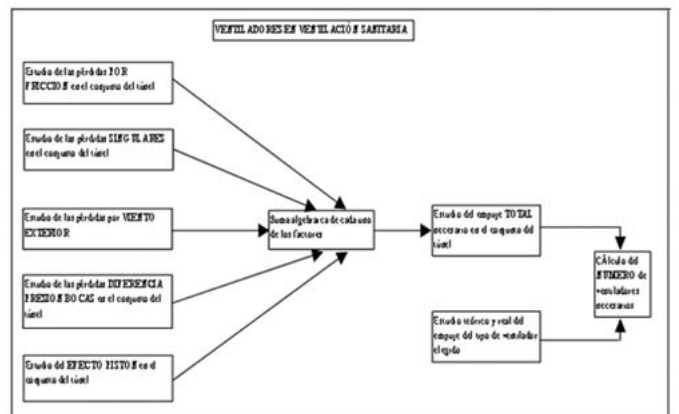 VENTILADORES EN VENTILACIÓN SANITARIA
Estudio de las pérdidas POR
FRICCION en el conjunto del túnel
Estudio de las pérdidas SINGULARES
en el conjunto del túnel
Estudio de las pérdidas por VIENTO
EXTERIOR
Estudio de las pérdidas DIFERENCIA
PRESION BOCAS en el conjunto del
túnel
Estudio del EFECTO PISTON en el
conjunto del túnel
Suma algebraica de cada uno
de los factores
Estudio del empuje TOTAL
necesario en el conjunto del
túnel
Estudio teórico y real del
empuje del tipo de ventilador
elegido
CÁlculo del
NUMERO de
ventiladores
necesarios